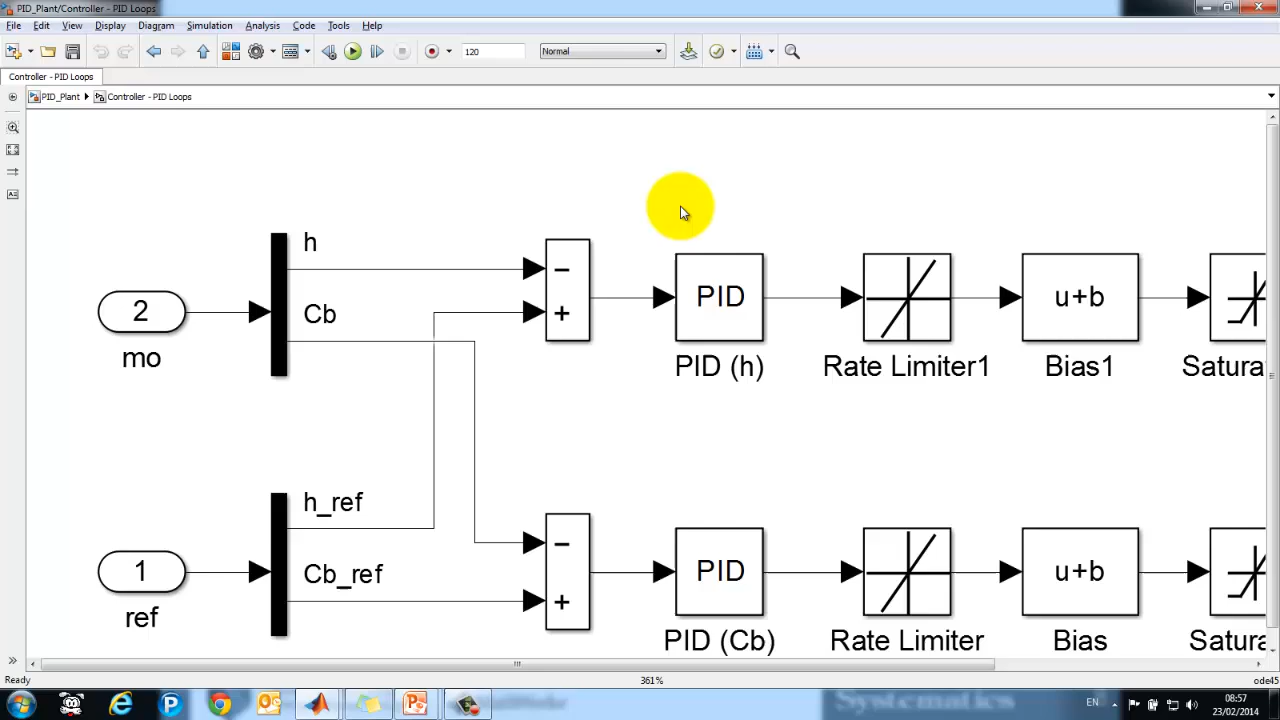 PID_Plant/Controller - PID Loops
File Edit View Display Diagram Simulation Analysis Code Tools Help
120 Normal
Controller - PID Loops
PID_Plant Controller - PID Loops
h
− PID u+b
2 Cb +
mo PID (h) Rate Limiter1 Bias1 Satura
h_ref
− PID u+b
1 Cb_ref +
ref PID (Cb) Rate Limiter Bias Satura
Ready 361% ode45
Systematics
EN 08:57
23/02/2014